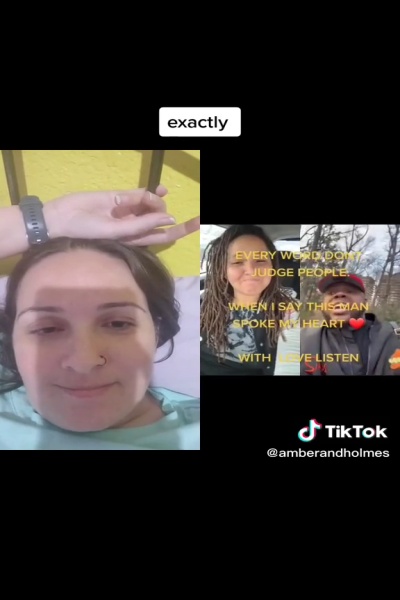 exactly
EVERY WORD DON'T
JUDGE PEOPLE.
WHEN I SAY THIS MAN
SPOKE MY HEART ❤️
WITH LOVE LISTEN
TikTok
@amberandholmes